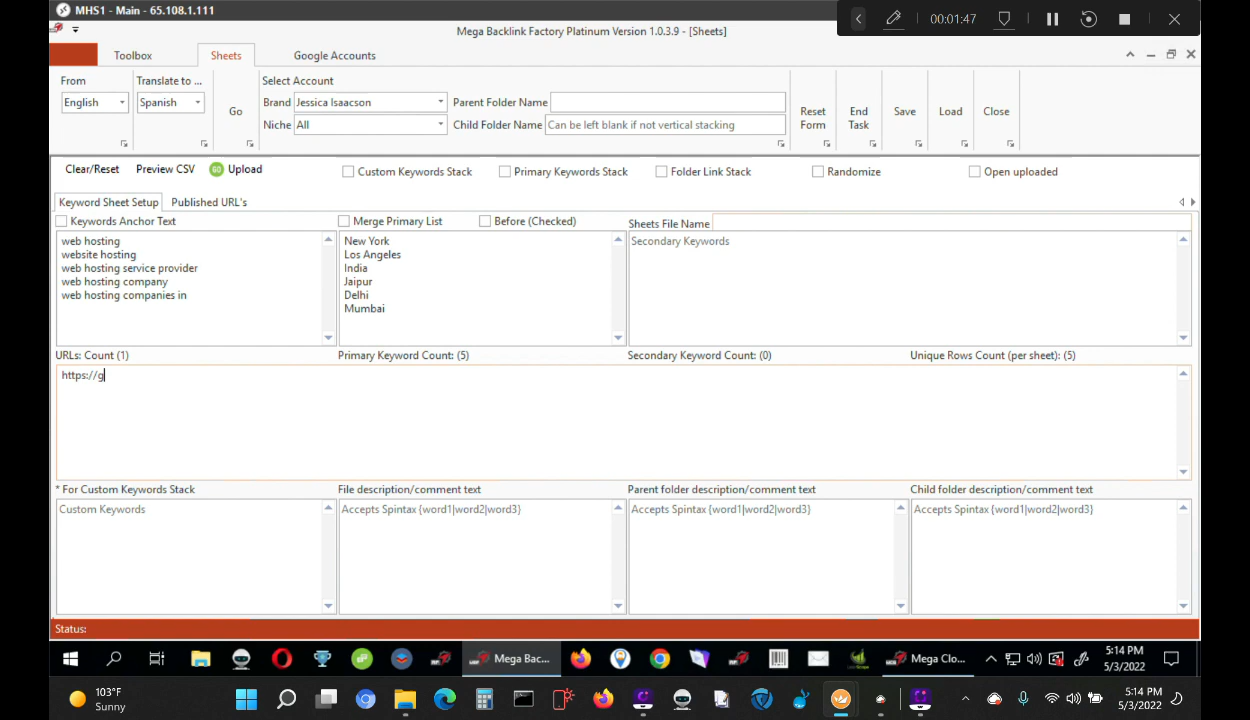 MHS1 - Main - 65.108.1.111
00:01:47
Mega Backlink Factory Platinum Version 1.0.3.9 - [Sheets]
Toolbox
Sheets
Google Accounts
From
Translate to ...
Select Account
English
Spanish
Go
Brand Jessica Isaacson
Parent Folder Name
Niche All
Child Folder Name Can be left blank if not vertical stacking
Reset Form
End Task
Save
Load
Close
Clear/Reset
Preview CSV
GO Upload
Custom Keywords Stack
Primary Keywords Stack
Folder Link Stack
Randomize
Open uploaded
Keyword Sheet Setup
Published URL's
Keywords Anchor Text
Merge Primary List
Before (Checked)
Sheets File Name
web hosting
website hosting
web hosting service provider
web hosting company
web hosting companies in
New York
Los Angeles
India
Jaipur
Delhi
Mumbai
Secondary Keywords
URLs: Count (1)
Primary Keyword Count: (5)
Secondary Keyword Count: (0)
Unique Rows Count (per sheet): (5)
https://g
* For Custom Keywords Stack
File description/comment text
Parent folder description/comment text
Child folder description/comment text
Custom Keywords
Accepts Spintax {word1|word2|word3}
Accepts Spintax {word1|word2|word3}
Accepts Spintax {word1|word2|word3}
Status:
Mega Bac...
Mega Clo...
5:14 PM
5/3/2022
103°F
Sunny
5:14 PM
5/3/2022